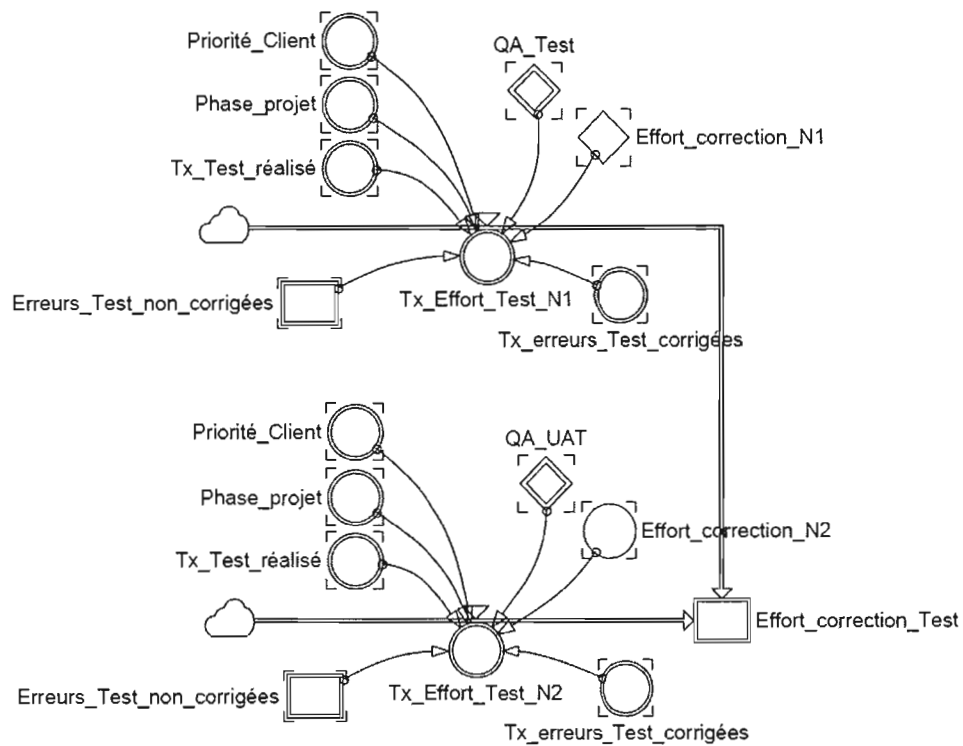 Priorité_Client
QA_Test
Phase_projet
Effort_correction_N1
Tx_Test_réalisé
Erreurs_Test_non_corrigées
Tx_Effort_Test_N1
Tx_erreurs_Test_corrigées
Priorité_Client
QA_UAT
Phase_projet
Effort_correction_N2
Tx_Test_réalisé
Effort_correction_Test
Erreurs_Test_non_corrigées
Tx_Effort_Test_N2
Tx_erreurs_Test_corrigées